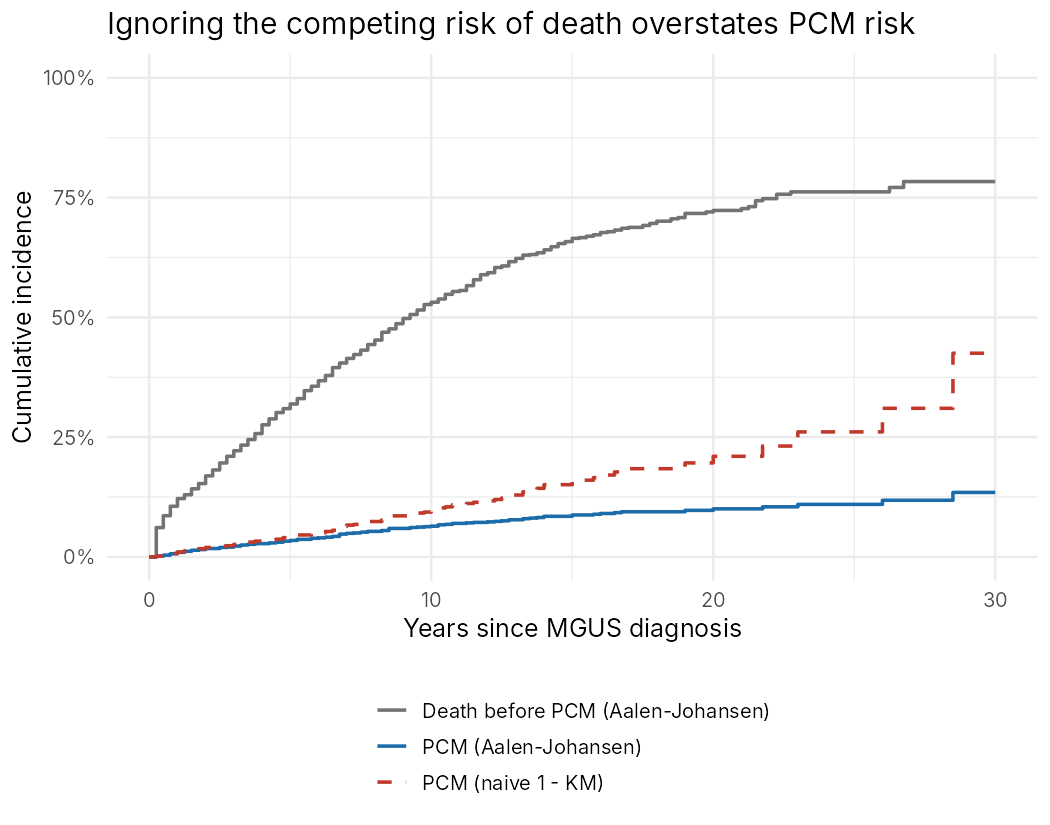 Ignoring the competing risk of death overstates PCM risk
100%
75%
50%
25%
0%
Cumulative incidence
0 10 20 30
Years since MGUS diagnosis
Death before PCM (Aalen-Johansen)
PCM (Aalen-Johansen)
PCM (naive 1 - KM)